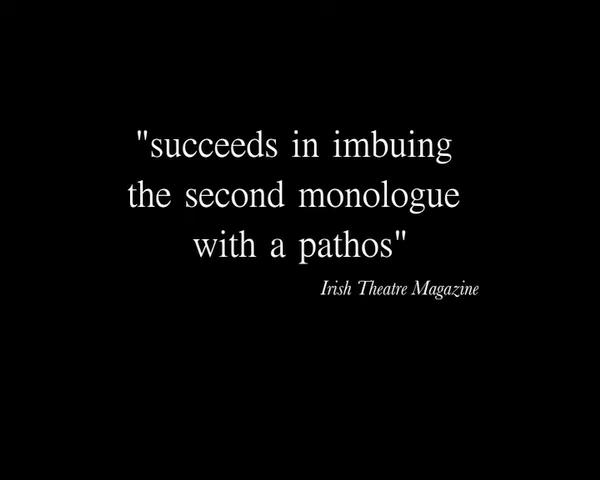 "succeeds in imbuing
the second monologue
with a pathos"
Irish Theatre Magazine